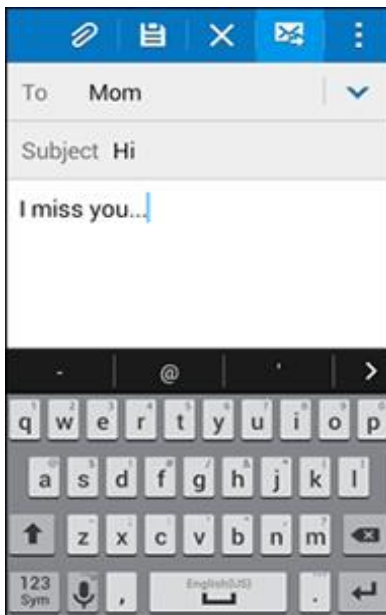 To Mom
Subject Hi
I miss you...
- @ '
q w e r t y u i o p
a s d f g h j k l
z x c v b n m
123
Sym , English(US) .